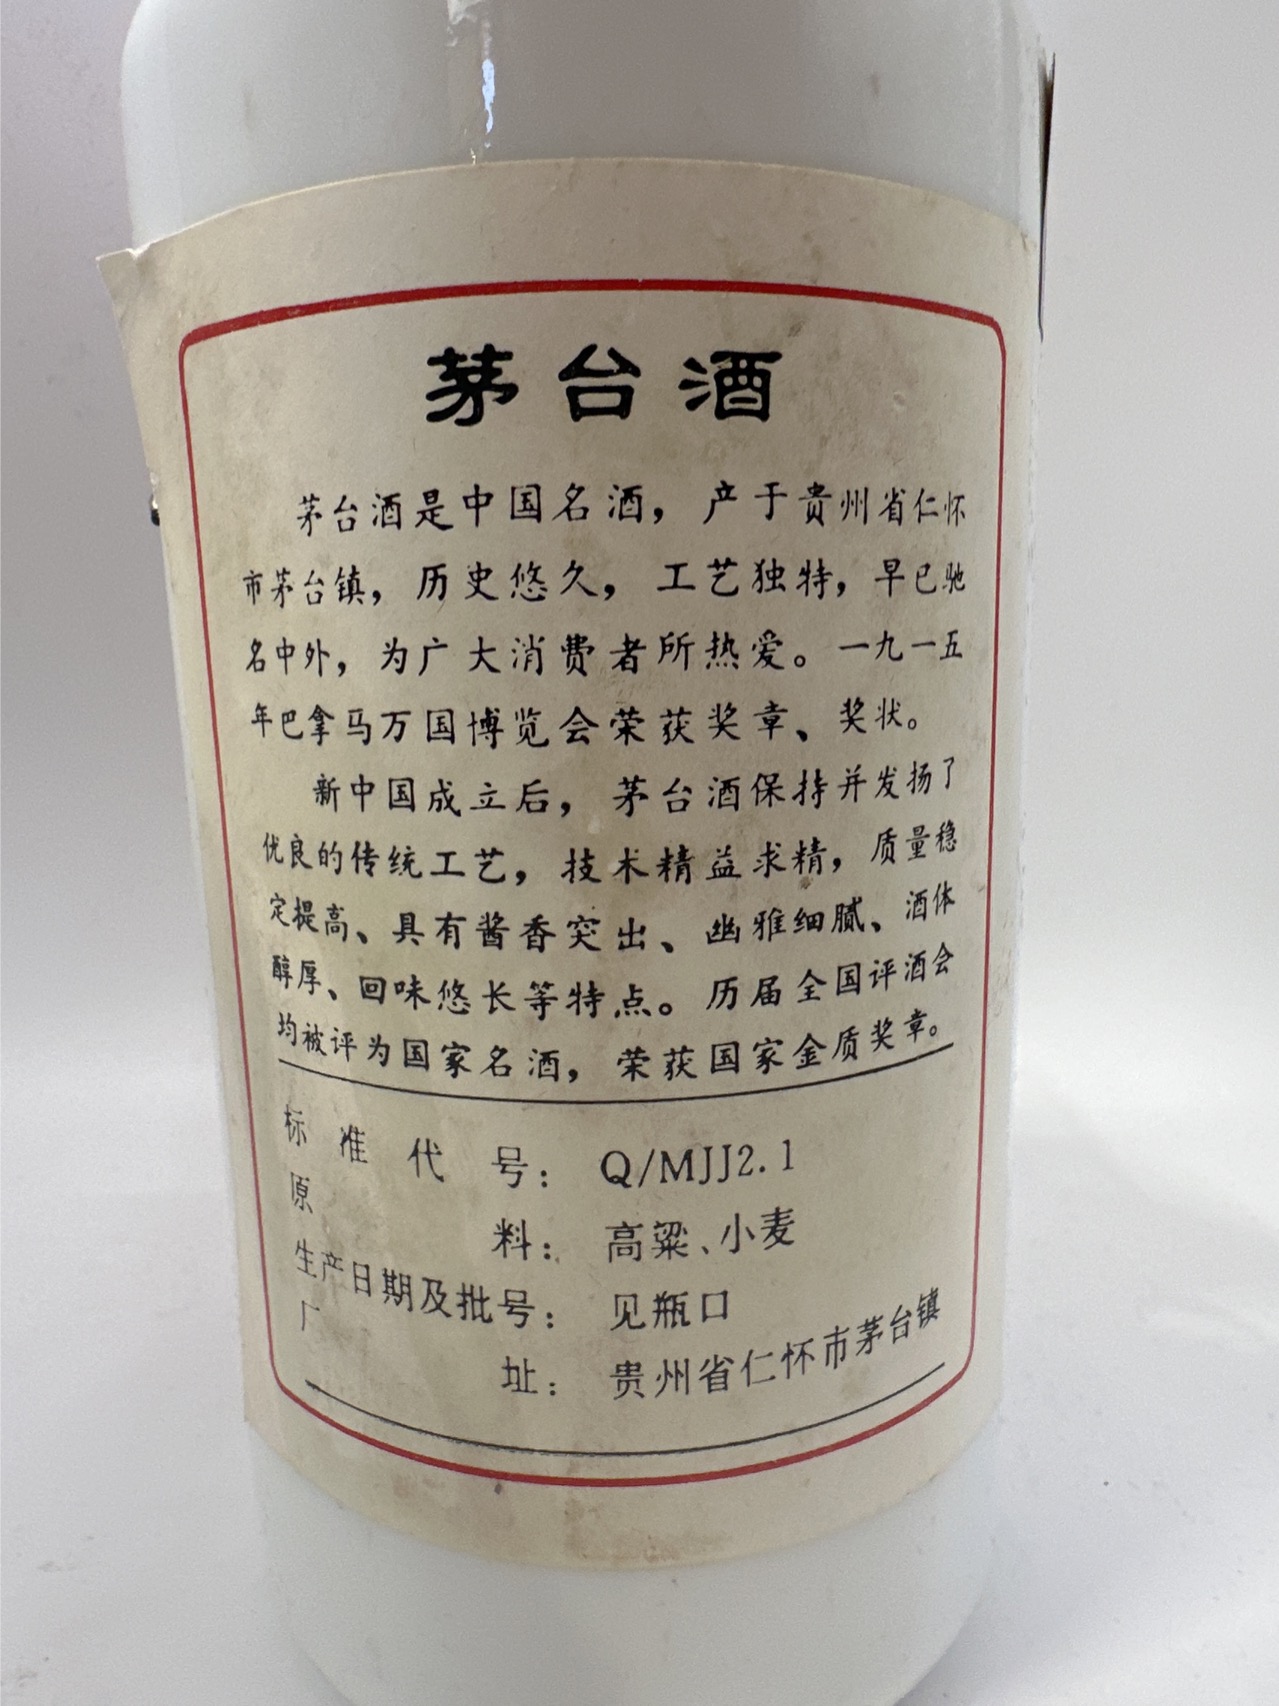 茅台酒
茅台酒是中国名酒，产于贵州省仁怀
市茅台镇，历史悠久，工艺独特，早已驰
名中外，为广大消费者所热爱。一九一五
年巴拿马万国博览会荣获奖章、奖状。
新中国成立后，茅台酒保持并发扬了
优良的传统工艺，技术精益求精，质量稳
定提高、具有酱香突出、幽雅细腻、酒体
醇厚、回味悠长等特点。历届全国评酒会
均被评为国家名酒，荣获国家金质奖章。
标准代号：Q/MJJ2.1
原料：高粱、小麦
生产日期及批号：见瓶口
厂址：贵州省仁怀市茅台镇